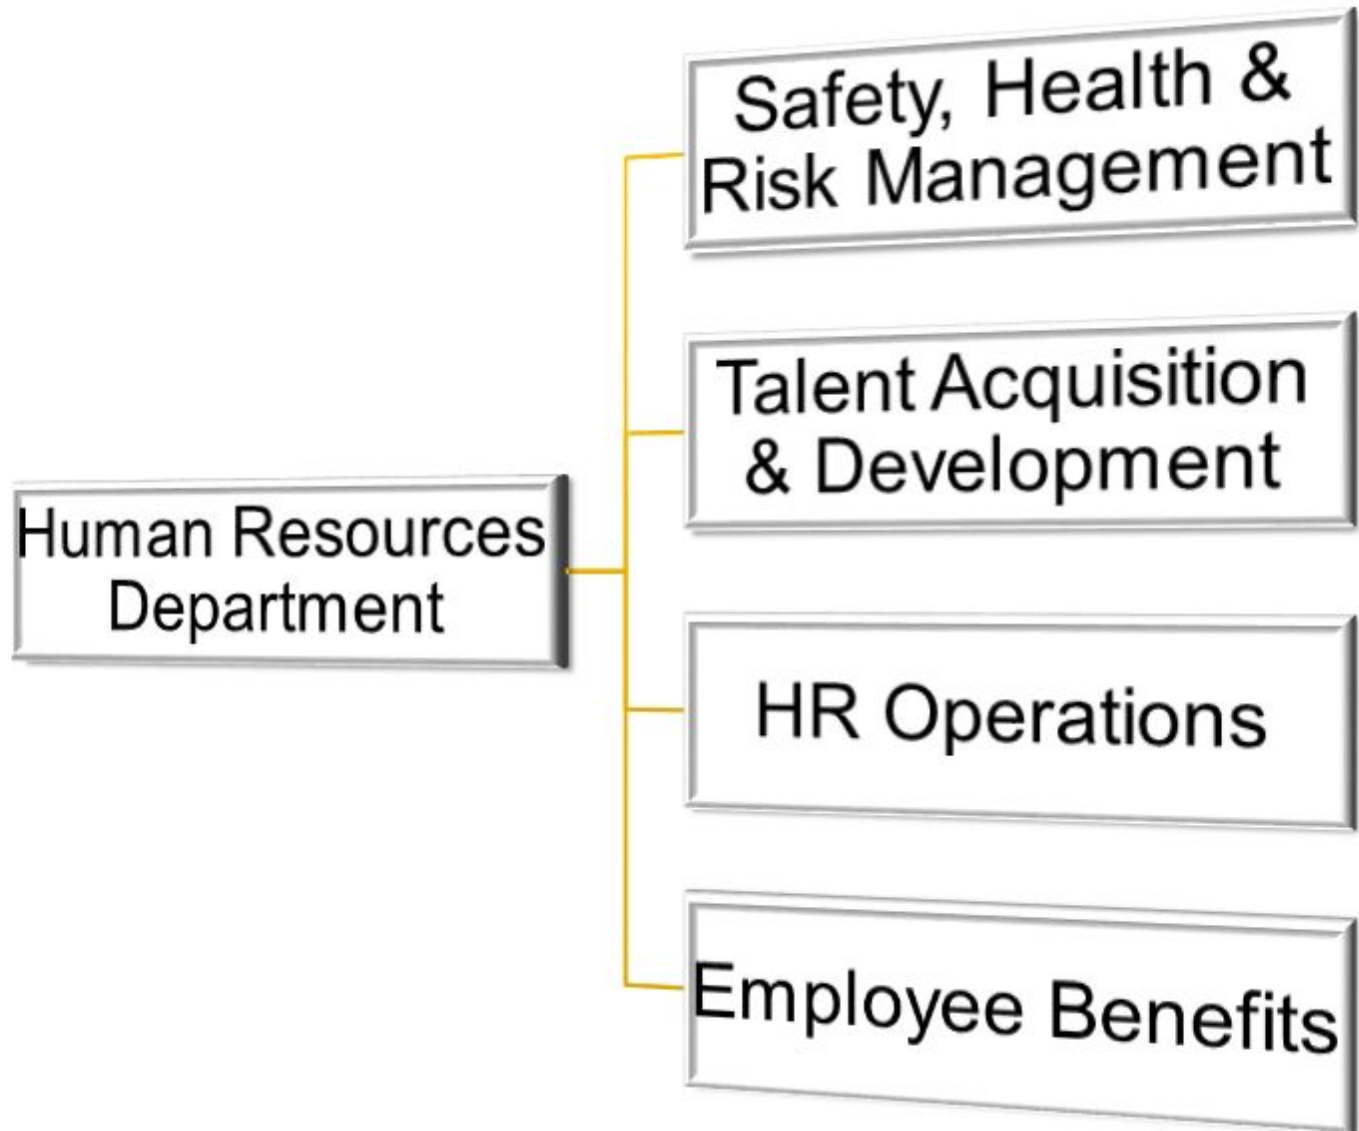 Human Resources
Department
Safety, Health &
Risk Management
Talent Acquisition
& Development
HR Operations
Employee Benefits